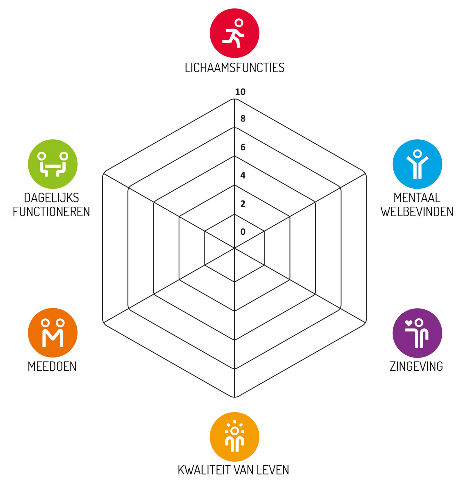 LICHAAMSFUNCTIES
10
8
6
4
2
0
DAGELIJKS
FUNCTIONEREN
MENTAAL
WELBEVINDEN
MEEDOEN
ZINGEVING
KWALITEIT VAN LEVEN